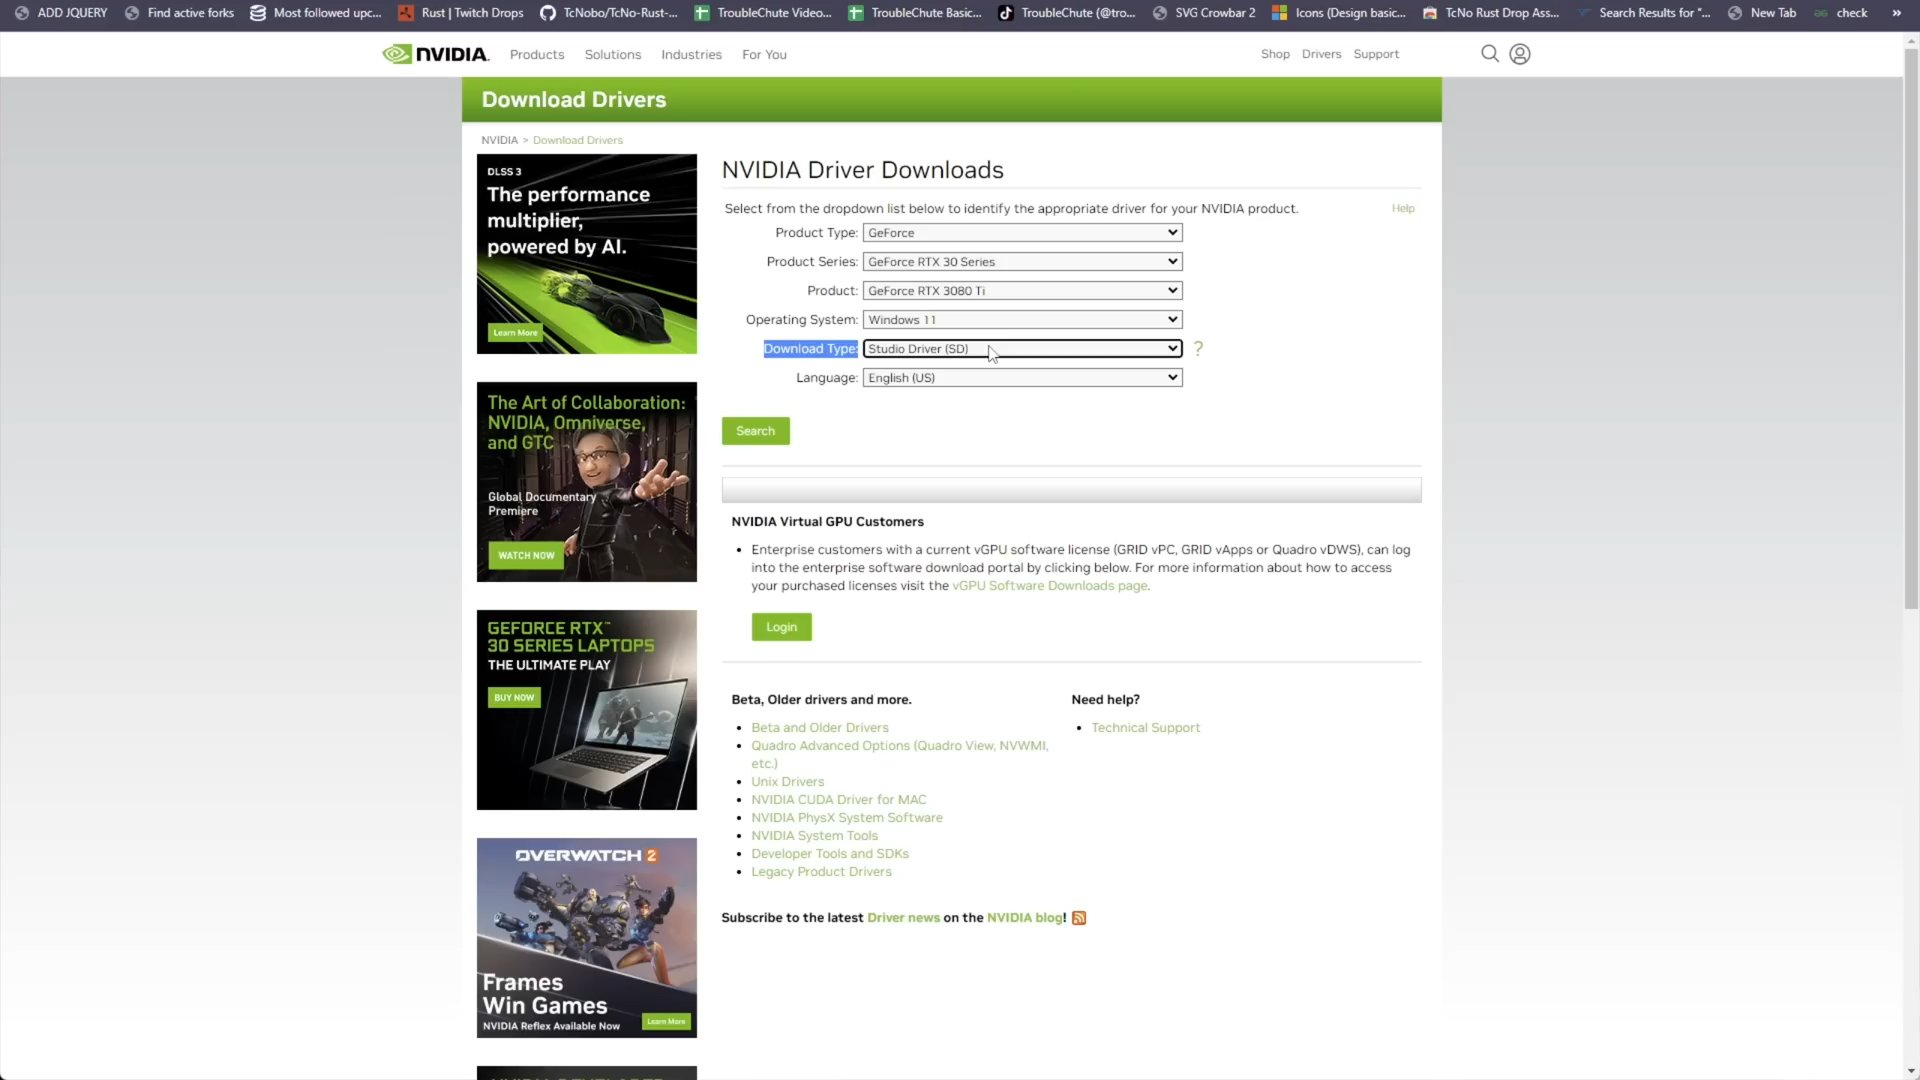 ADD JQUERY Find active forks Most followed upc... Rust | Twitch Drops TcNobo/TcNo-Rust-... TroubleChute Video... TroubleChute Basic... TroubleChute (@tro... SVG Crowbar 2 Icons (Design basic... TcNo Rust Drop Ass... Search Results for "... New Tab check »
NVIDIA. Products Solutions Industries For You Shop Drivers Support
Download Drivers
NVIDIA > Download Drivers
DLSS 3
The performance
multiplier,
powered by AI.
Learn More
The Art of Collaboration:
NVIDIA, Omniverse,
and GTC
Global Documentary
Premiere
WATCH NOW
GEFORCE RTX™
30 SERIES LAPTOPS
THE ULTIMATE PLAY
BUY NOW
OVERWATCH 2
Frames
Win Games
NVIDIA Reflex Available Now
Learn More
NVIDIA Driver Downloads
Select from the dropdown list below to identify the appropriate driver for your NVIDIA product. Help
Product Type: GeForce
Product Series: GeForce RTX 30 Series
Product: GeForce RTX 3080 Ti
Operating System: Windows 11
Download Type: Studio Driver (SD) ?
Language: English (US)
Search
NVIDIA Virtual GPU Customers
• Enterprise customers with a current vGPU software license (GRID vPC, GRID vApps or Quadro vDWS), can log
into the enterprise software download portal by clicking below. For more information about how to access
your purchased licenses visit the vGPU Software Downloads page.
Login
Beta, Older drivers and more.
• Beta and Older Drivers
• Quadro Advanced Options (Quadro View, NVWMI,
etc.)
• Unix Drivers
• NVIDIA CUDA Driver for MAC
• NVIDIA PhysX System Software
• NVIDIA System Tools
• Developer Tools and SDKs
• Legacy Product Drivers
Need help?
• Technical Support
Subscribe to the latest Driver news on the NVIDIA blog!